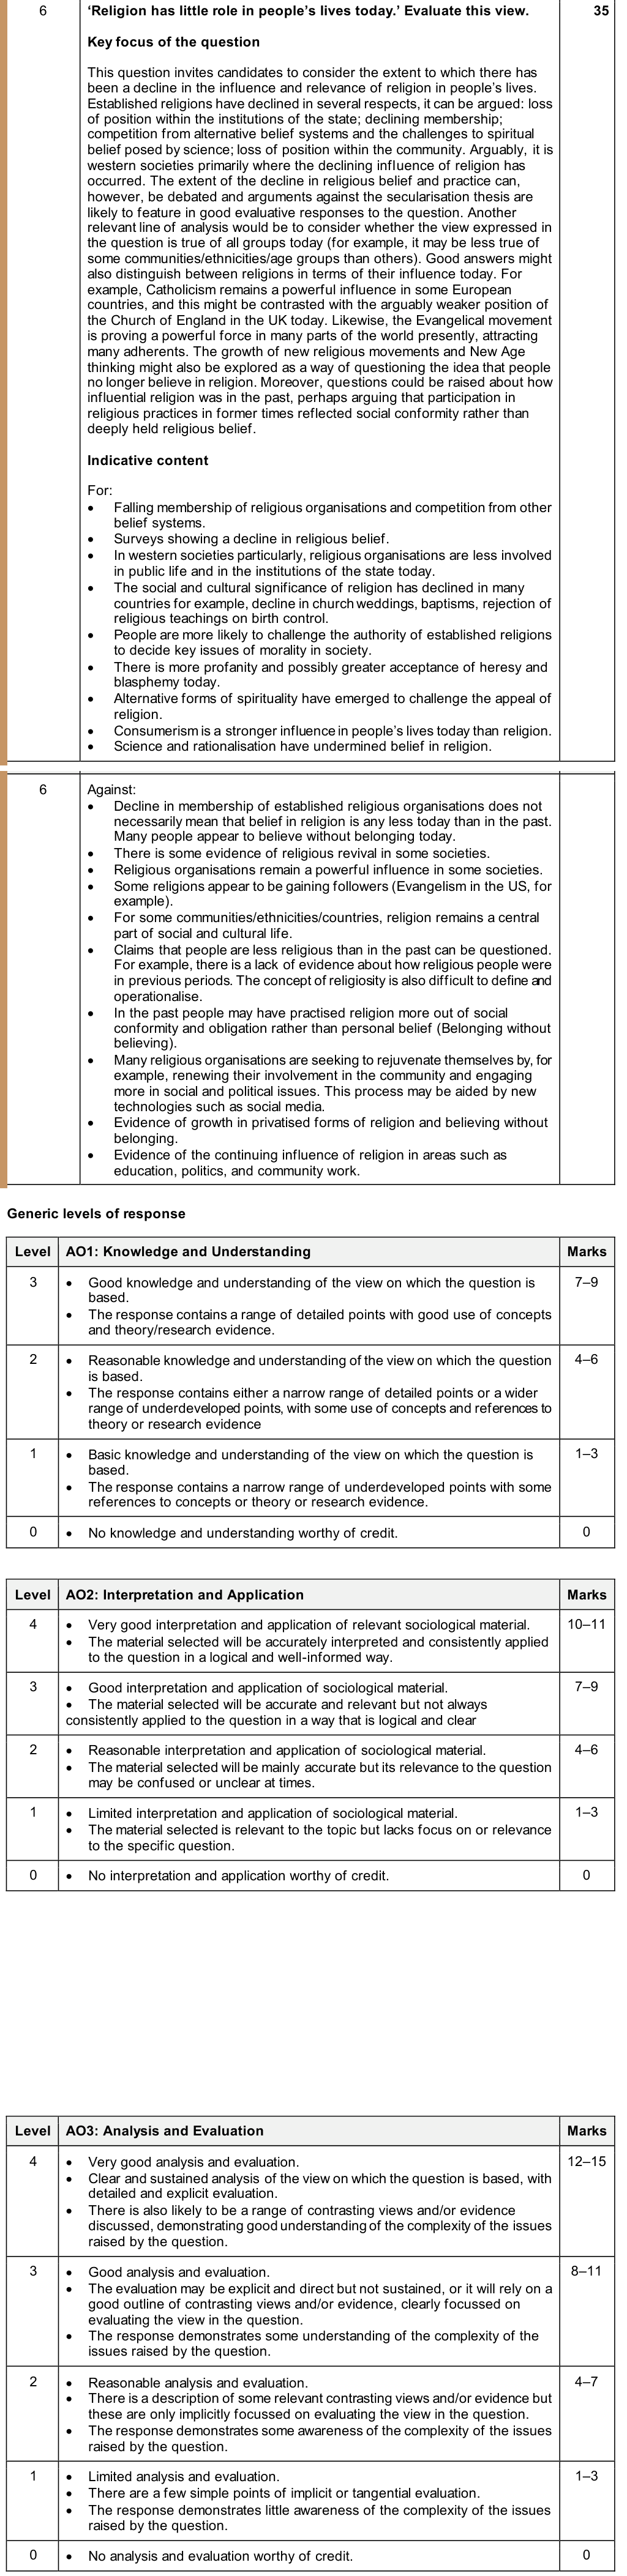 6
‘Religion has little role in people’s lives today.’ Evaluate this view.
35
Key focus of the question
This question invites candidates to consider the extent to which there has
been a decline in the influence and relevance of religion in people’s lives.
Established religions have declined in several respects, it can be argued: loss
of position within the institutions of the state; declining membership;
competition from alternative belief systems and the challenges to spiritual
belief posed by science; loss of position within the community. Arguably, it is
western societies primarily where the declining influence of religion has
occurred. The extent of the decline in religious belief and practice can,
however, be debated and arguments against the secularisation thesis are
likely to feature in good evaluative responses to the question. Another
relevant line of analysis would be to consider whether the view expressed in
the question is true of all groups today (for example, it may be less true of
some communities/ethnicities/age groups than others). Good answers might
also distinguish between religions in terms of their influence today. For
example, Catholicism remains a powerful influence in some European
countries, and this might be contrasted with the arguably weaker position of
the Church of England in the UK today. Likewise, the Evangelical movement
is proving a powerful force in many parts of the world presently, attracting
many adherents. The growth of new religious movements and New Age
thinking might also be explored as a way of questioning the idea that people
no longer believe in religion. Moreover, questions could be raised about how
influential religion was in the past, perhaps arguing that participation in
religious practices in former times reflected social conformity rather than
deeply held religious belief.
Indicative content
For:
• Falling membership of religious organisations and competition from other
belief systems.
• Surveys showing a decline in religious belief.
• In western societies particularly, religious organisations are less involved
in public life and in the institutions of the state today.
• The social and cultural significance of religion has declined in many
countries for example, decline in church weddings, baptisms, rejection of
religious teachings on birth control.
• People are more likely to challenge the authority of established religions
to decide key issues of morality in society.
• There is more profanity and possibly greater acceptance of heresy and
blasphemy today.
• Alternative forms of spirituality have emerged to challenge the appeal of
religion.
• Consumerism is a stronger influence in people’s lives today than religion.
• Science and rationalisation have undermined belief in religion.
6
Against:
• Decline in membership of established religious organisations does not
necessarily mean that belief in religion is any less today than in the past.
Many people appear to believe without belonging today.
• There is some evidence of religious revival in some societies.
• Religious organisations remain a powerful influence in some societies.
• Some religions appear to be gaining followers (Evangelism in the US, for
example).
• For some communities/ethnicities/countries, religion remains a central
part of social and cultural life.
• Claims that people are less religious than in the past can be questioned.
For example, there is a lack of evidence about how religious people were
in previous periods. The concept of religiosity is also difficult to define and
operationalise.
• In the past people may have practised religion more out of social
conformity and obligation rather than personal belief (Belonging without
believing).
• Many religious organisations are seeking to rejuvenate themselves by, for
example, renewing their involvement in the community and engaging
more in social and political issues. This process may be aided by new
technologies such as social media.
• Evidence of growth in privatised forms of religion and believing without
belonging.
• Evidence of the continuing influence of religion in areas such as
education, politics, and community work.
Generic levels of response
Level AO1: Knowledge and Understanding Marks
3 • Good knowledge and understanding of the view on which the question is 7–9
based.
• The response contains a range of detailed points with good use of concepts
and theory/research evidence.
2 • Reasonable knowledge and understanding of the view on which the question 4–6
is based.
• The response contains either a narrow range of detailed points or a wider
range of underdeveloped points, with some use of concepts and references to
theory or research evidence
1 • Basic knowledge and understanding of the view on which the question is 1–3
based.
• The response contains a narrow range of underdeveloped points with some
references to concepts or theory or research evidence.
0 • No knowledge and understanding worthy of credit. 0
Level AO2: Interpretation and Application Marks
4 • Very good interpretation and application of relevant sociological material. 10–11
• The material selected will be accurately interpreted and consistently applied
to the question in a logical and well-informed way.
3 • Good interpretation and application of sociological material. 7–9
• The material selected will be accurate and relevant but not always
consistently applied to the question in a way that is logical and clear
2 • Reasonable interpretation and application of sociological material. 4–6
• The material selected will be mainly accurate but its relevance to the question
may be confused or unclear at times.
1 • Limited interpretation and application of sociological material. 1–3
• The material selected is relevant to the topic but lacks focus on or relevance
to the specific question.
0 • No interpretation and application worthy of credit. 0
Level AO3: Analysis and Evaluation Marks
4 • Very good analysis and evaluation. 12–15
• Clear and sustained analysis of the view on which the question is based, with
detailed and explicit evaluation.
• There is also likely to be a range of contrasting views and/or evidence
discussed, demonstrating good understanding of the complexity of the issues
raised by the question.
3 • Good analysis and evaluation. 8–11
• The evaluation may be explicit and direct but not sustained, or it will rely on a
good outline of contrasting views and/or evidence, clearly focussed on
evaluating the view in the question.
• The response demonstrates some understanding of the complexity of the
issues raised by the question.
2 • Reasonable analysis and evaluation. 4–7
• There is a description of some relevant contrasting views and/or evidence but
these are only implicitly focussed on evaluating the view in the question.
• The response demonstrates some awareness of the complexity of the issues
raised by the question.
1 • Limited analysis and evaluation. 1–3
• There are a few simple points of implicit or tangential evaluation.
• The response demonstrates little awareness of the complexity of the issues
raised by the question.
0 • No analysis and evaluation worthy of credit. 0